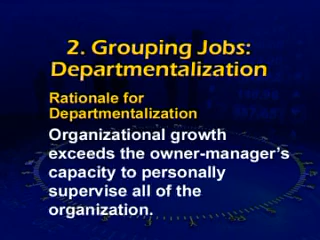 2. Grouping Jobs:
Departmentalization
Rationale for
Departmentalization
Organizational growth
exceeds the owner-manager's
capacity to personally
supervise all of the
organization.